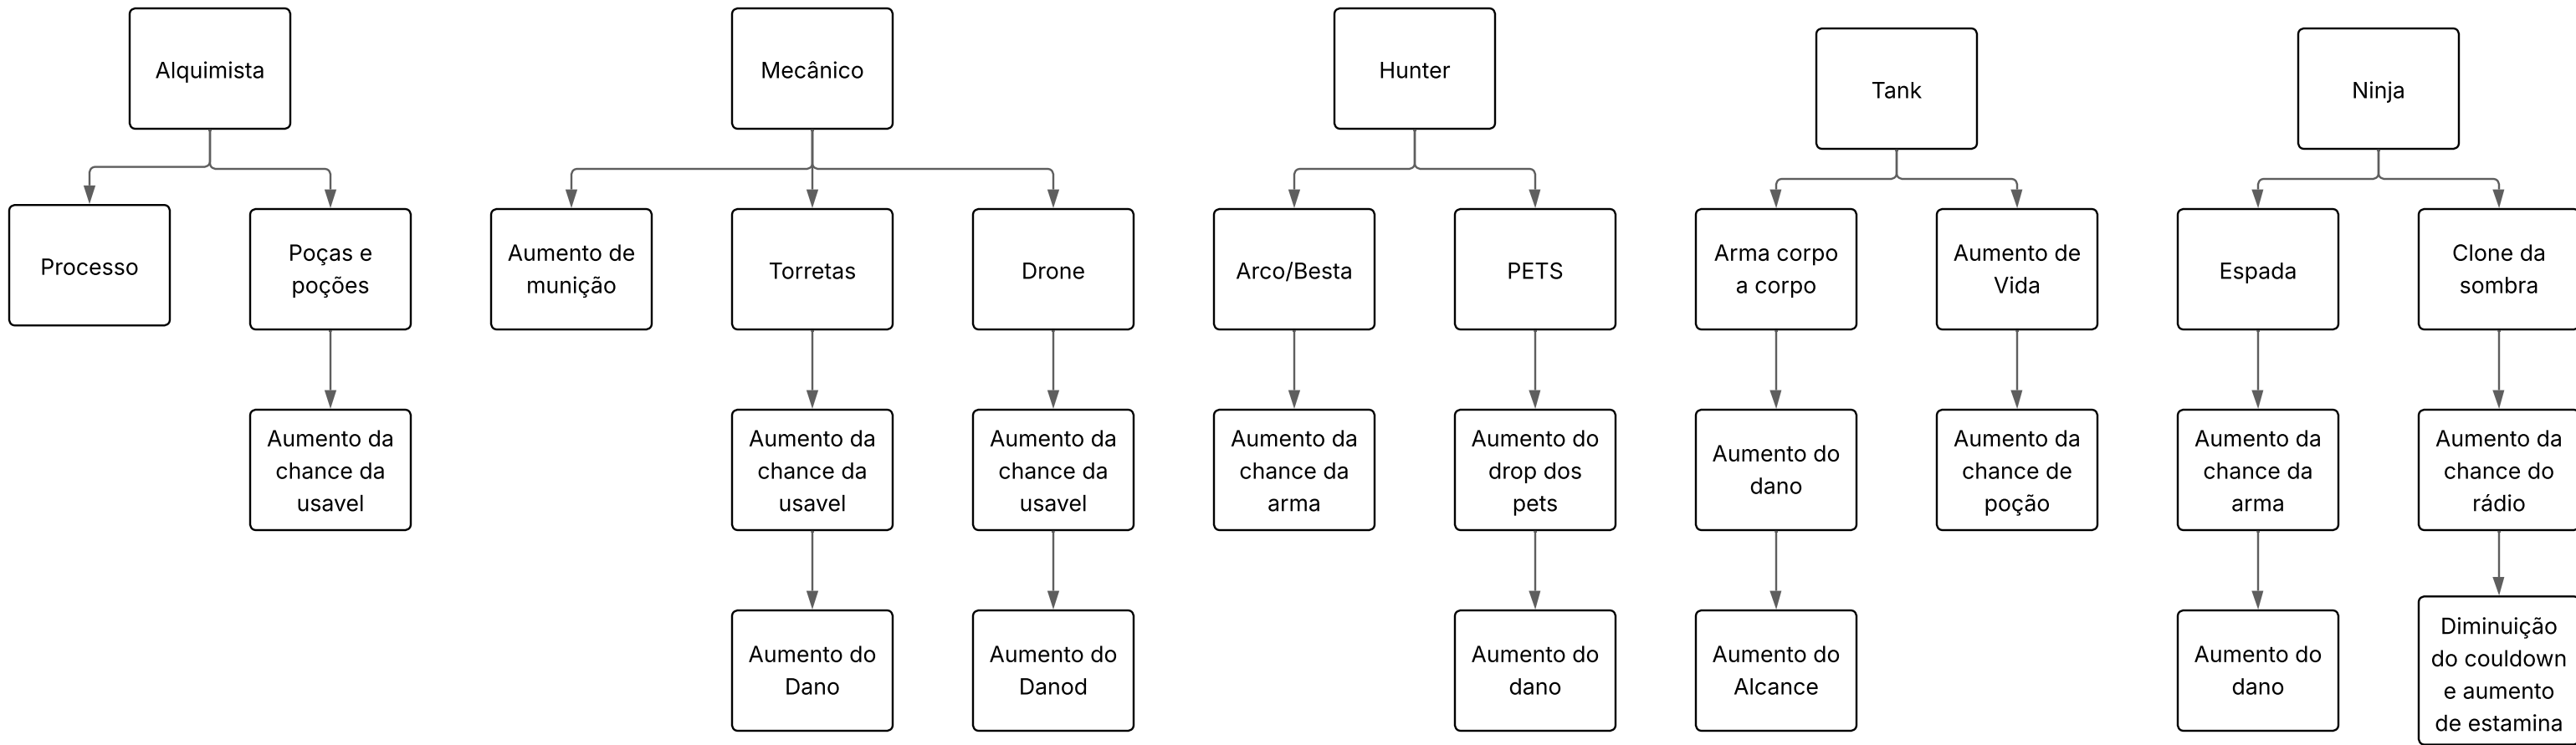 Alquimista
Mecânico
Hunter
Tank
Ninja
Processo
Poças e
poções
Aumento de
munição
Torretas
Drone
Arco/Besta
PETS
Arma corpo
a corpo
Aumento de
Vida
Espada
Clone da
sombra
Aumento da
chance da
usavel
Aumento da
chance da
usavel
Aumento da
chance da
usavel
Aumento da
chance da
arma
Aumento do
drop dos
pets
Aumento do
dano
Aumento da
chance de
poção
Aumento da
chance da
arma
Aumento da
chance do
rádio
Aumento do
Dano
Aumento do
Danod
Aumento do
dano
Aumento do
Alcance
Aumento do
dano
Diminuição
do couldown
e aumento
de estamina